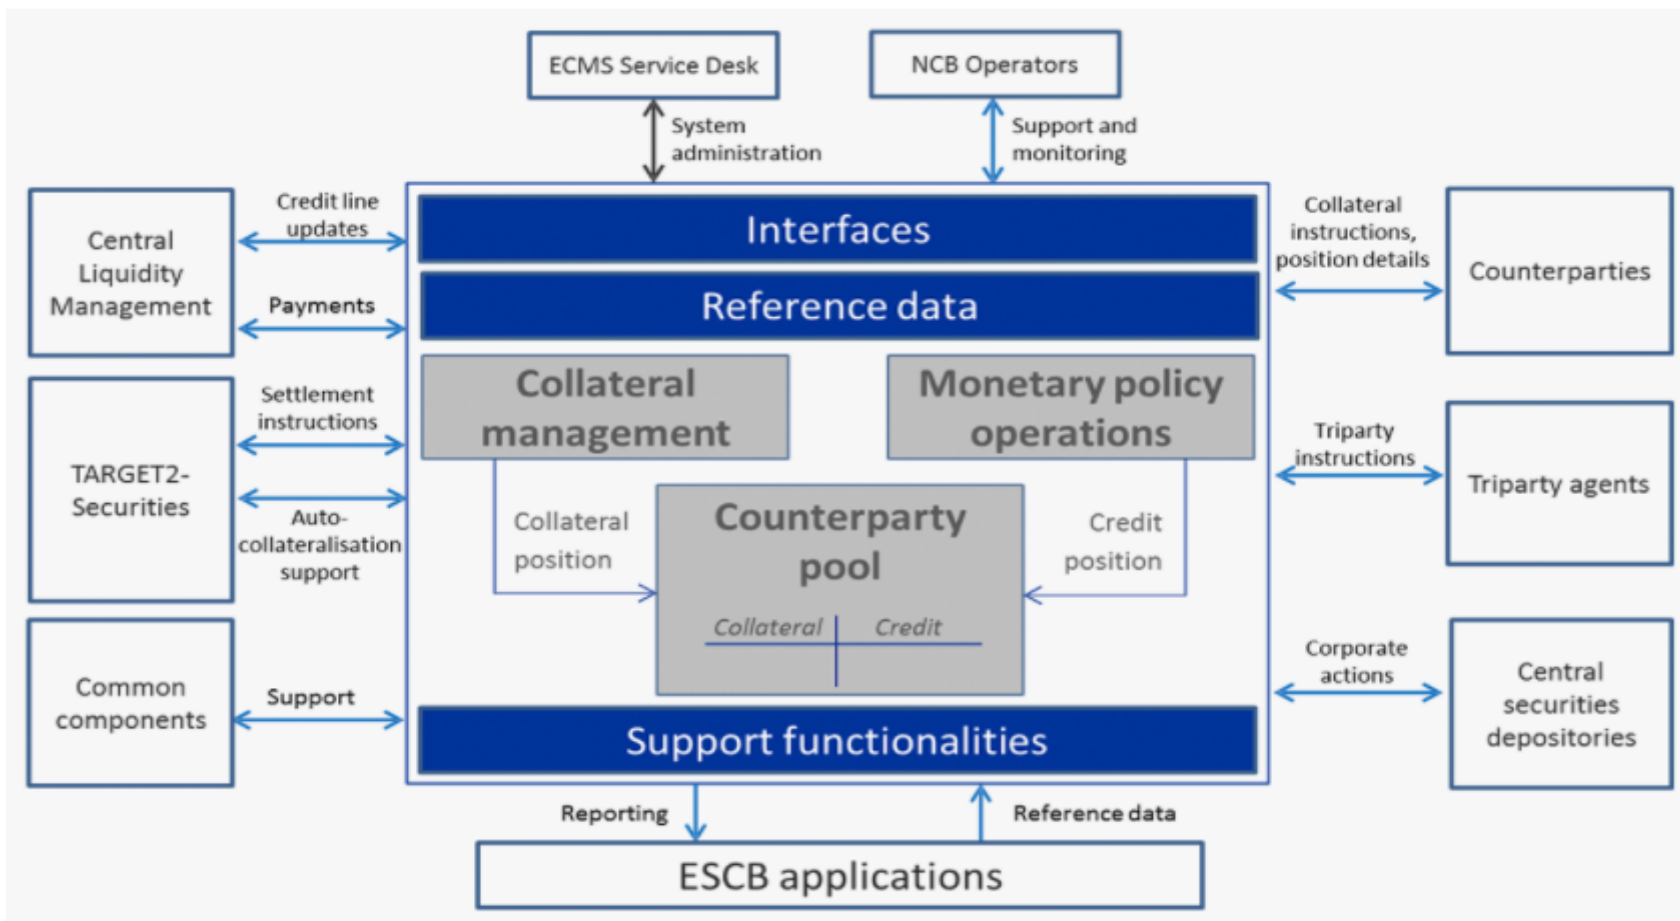 ECMS Service Desk
NCB Operators
System
administration
Support and
monitoring
Central
Liquidity
Management
Credit line
updates
Payments
Interfaces
Reference data
Collateral
instructions,
position details
Counterparties
TARGET2-
Securities
Settlement
instructions
Auto-
collateralisation
support
Collateral
management
Monetary policy
operations
Collateral
position
Counterparty
pool
Collateral
Credit
Credit
position
Triparty
instructions
Triparty agents
Common
components
Support
Support functionalities
Corporate
actions
Central
securities
depositories
Reporting
Reference data
ESCB applications